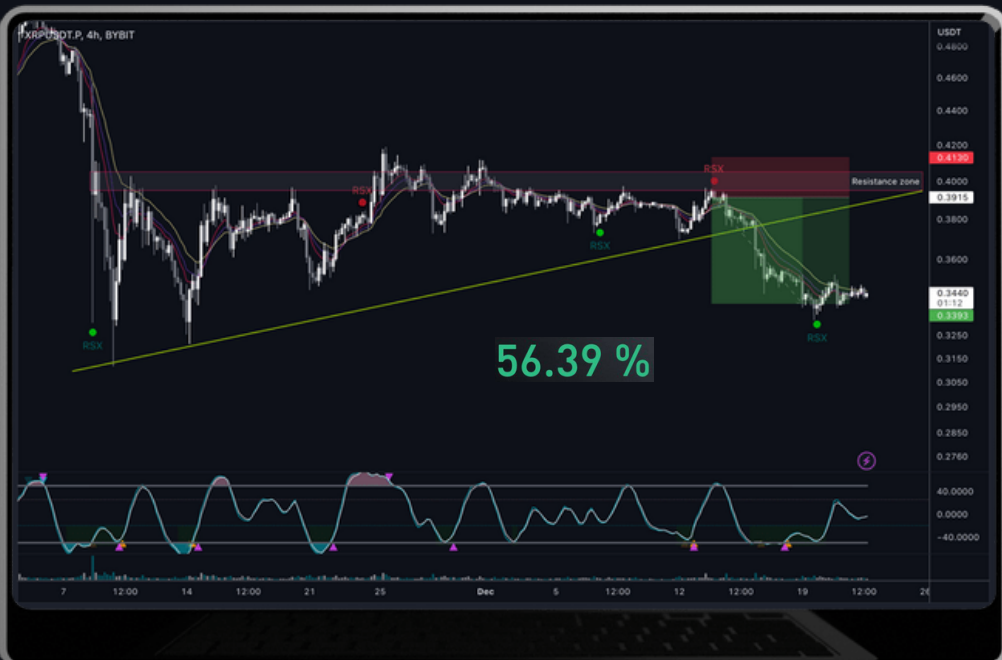 XRPUSDT.P, 4h, BYBIT
USDT
0.4800
0.4600
0.4400
0.4200
0.4130
RSX
0.4000
Resistance zone
RSX
0.3915
0.3800
RSX
0.3600
0.3440
01:12
0.3393
RSX
RSX
0.3250
56.39 %
0.3150
0.3050
0.2950
0.2850
0.2760
40.0000
0.0000
-40.0000
7 12:00 14 12:00 21 25 Dec 5 12:00 12 12:00 19 12:00 26